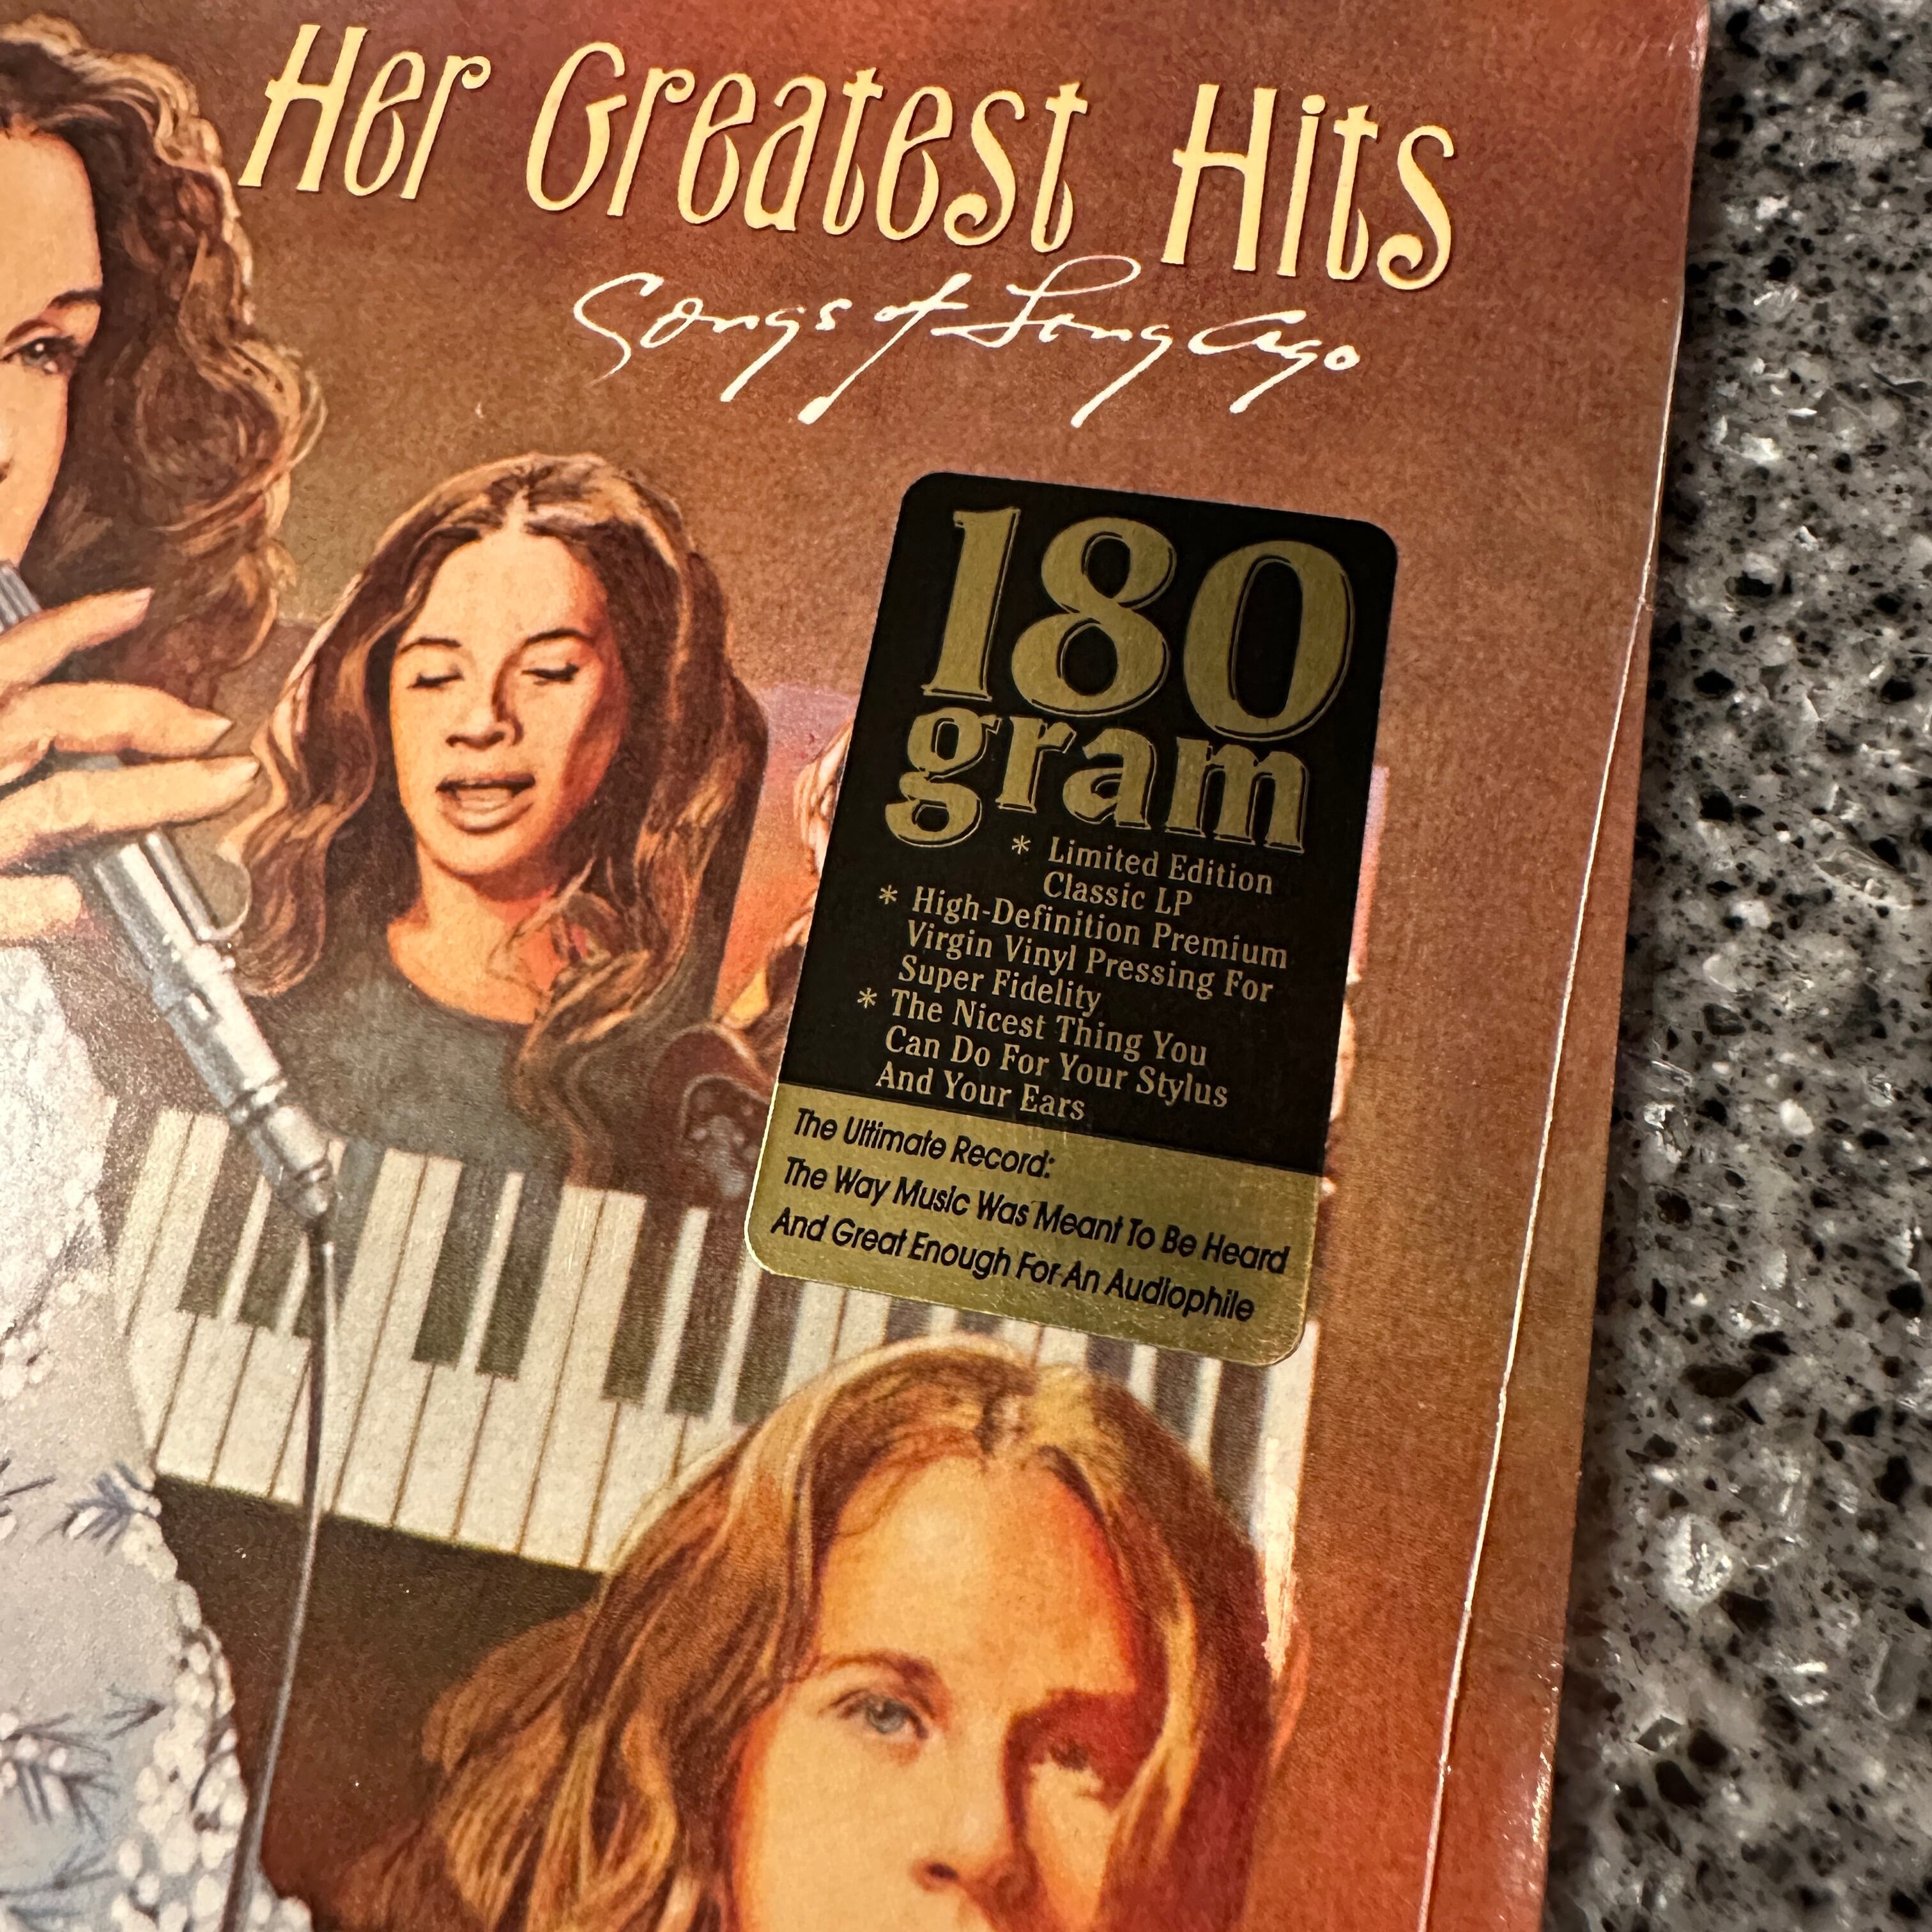 Her Greatest Hits
Songs of Long Ago
180
gram
* Limited Edition
Classic LP
* High-Definition Premium
Virgin Vinyl Pressing For
Super Fidelity
* The Nicest Thing You
Can Do For Your Stylus
And Your Ears
The Ultimate Record:
The Way Music Was Meant To Be Heard
And Great Enough For An Audiophile